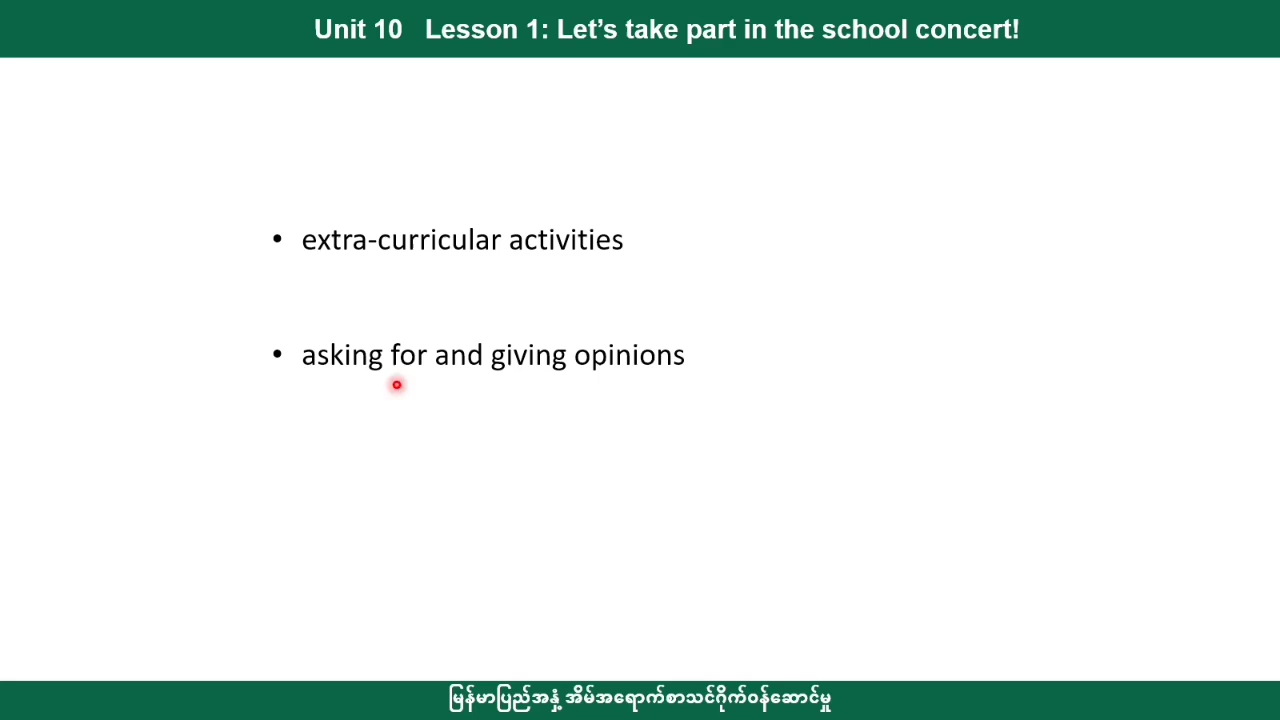 Unit 10 Lesson 1: Let’s take part in the school concert!
• extra-curricular activities
• asking for and giving opinions
မြန်မာပြည်အနှံ့ အိမ်အရောက်စာသင်ဂိုက်ဝန်ဆောင်မှု